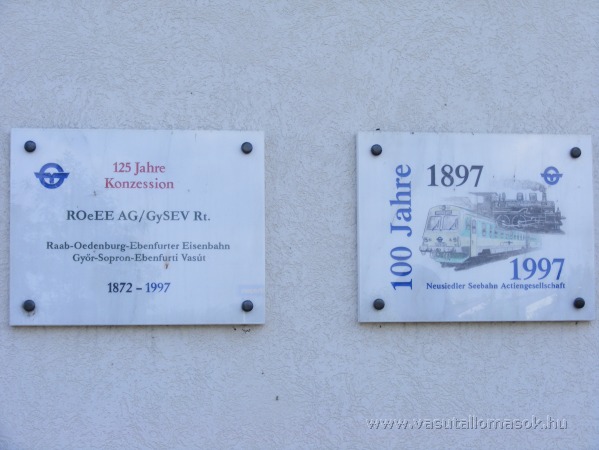 125 Jahre
Konzession
ROeEE AG/GySEV Rt.
Raab-Oedenburg-Ebenfurter Eisenbahn
Győr-Sopron-Ebenfurti Vasút
1872 – 1997
100 Jahre
1897
1997
Neusiedler Seebahn Actiengesellschaft
www.vasutallomasok.hu